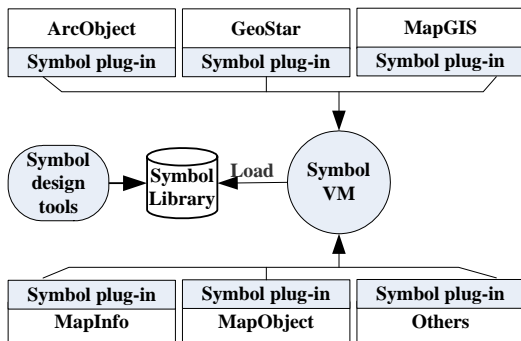 ArcObject
GeoStar
MapGIS
Symbol plug-in
Symbol plug-in
Symbol plug-in
Symbol
design
tools
Symbol
Library
Load
Symbol
VM
Symbol plug-in
Symbol plug-in
Symbol plug-in
MapInfo
MapObject
Others